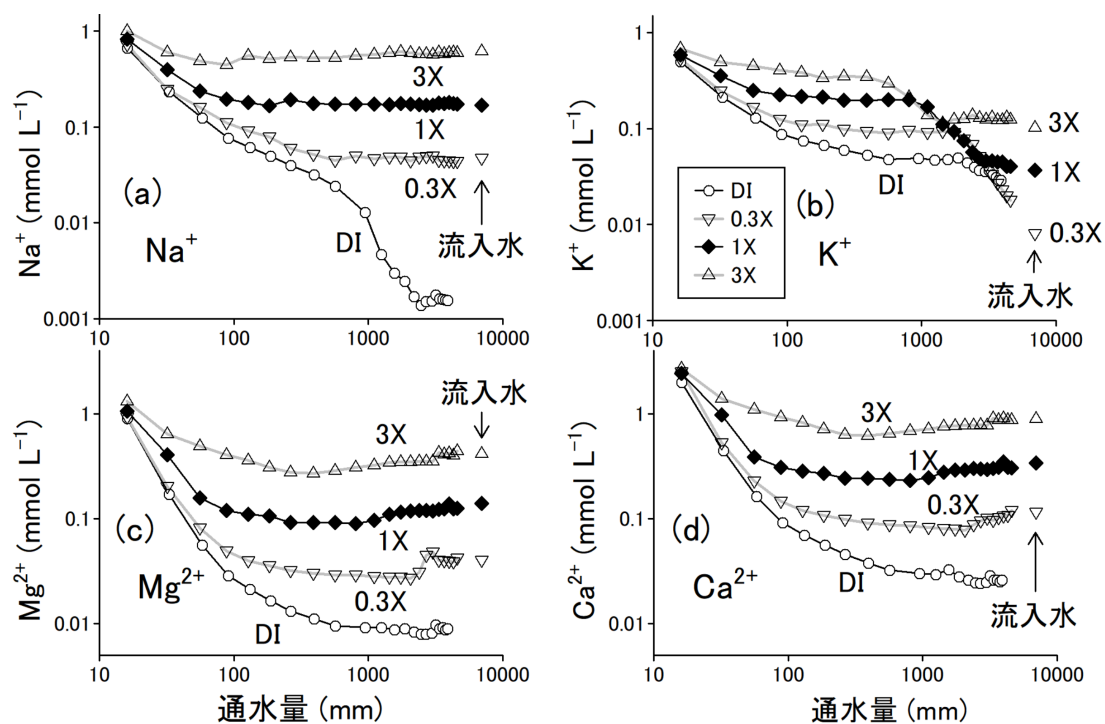 1
0.1
0.01
0.001
10
100
1000
10000
Na⁺ (mmol L⁻¹)
(a)
Na⁺
3X
1X
0.3X
DI
流入水
1
0.1
0.01
0.001
10
100
1000
10000
K⁺ (mmol L⁻¹)
DI
0.3X
1X
3X
DI
(b)
K⁺
3X
1X
0.3X
流入水
1
0.1
0.01
10
100
1000
10000
Mg²⁺ (mmol L⁻¹)
(c)
Mg²⁺
流入水
3X
1X
0.3X
DI
通水量 (mm)
1
0.1
0.01
10
100
1000
10000
Ca²⁺ (mmol L⁻¹)
(d)
Ca²⁺
3X
1X
0.3X
DI
流入水
通水量 (mm)